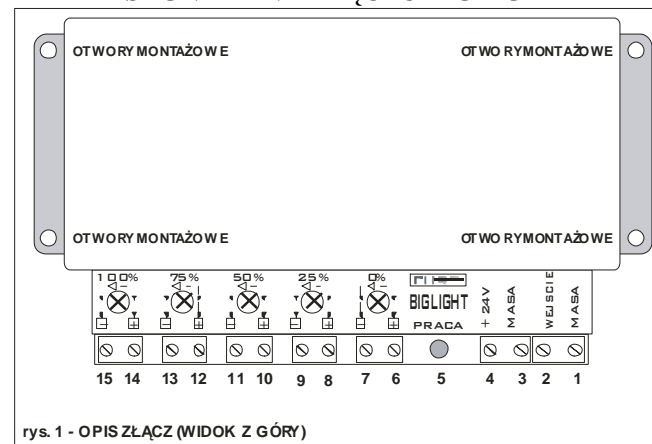 OTWORY MONTAŻOWE OTWORY MONTAŻOWE
OTWORY MONTAŻOWE OTWORY MONTAŻOWE
100% 75% 50% 25% 0%
BIGLIGHT
PRACA
+ 24V
MASA
WEJSCIE
MASA
15 14 13 12 11 10 9 8 7 6 5 4 3 2 1
rys. 1 - OPIS ZŁĄCZ (WIDOK Z GÓRY)